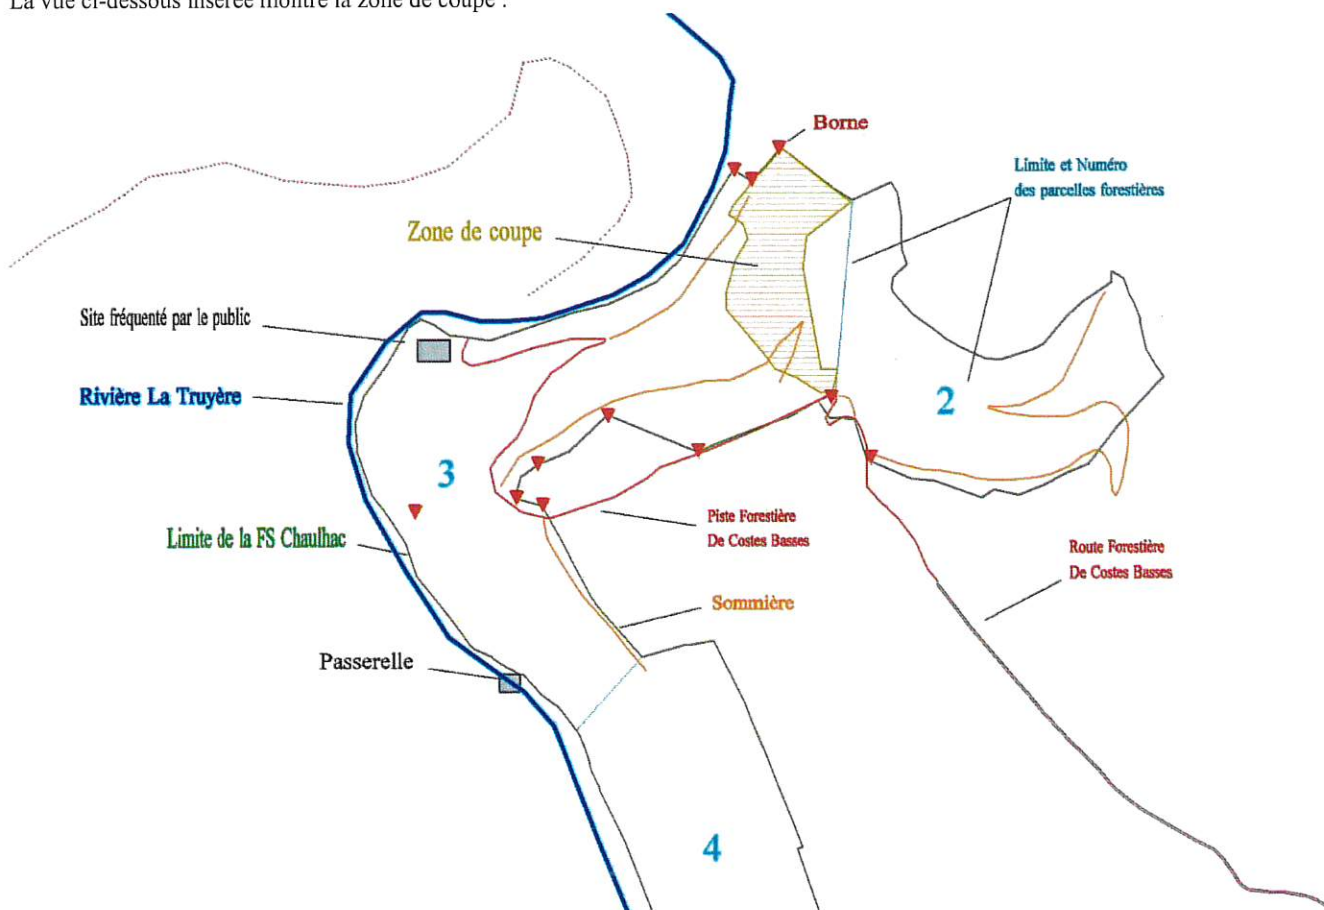 La vue ci-dessous insérée montre la zone de coupe :
Borne
Limite et Numéro
des parcelles forestières
Zone de coupe
Site fréquenté par le public
Rivière La Truyère
2
3
Piste Forestière
De Costes Basses
Limite de la FS Chaulhac
Route Forestière
De Costes Basses
Sommière
Passerelle
4